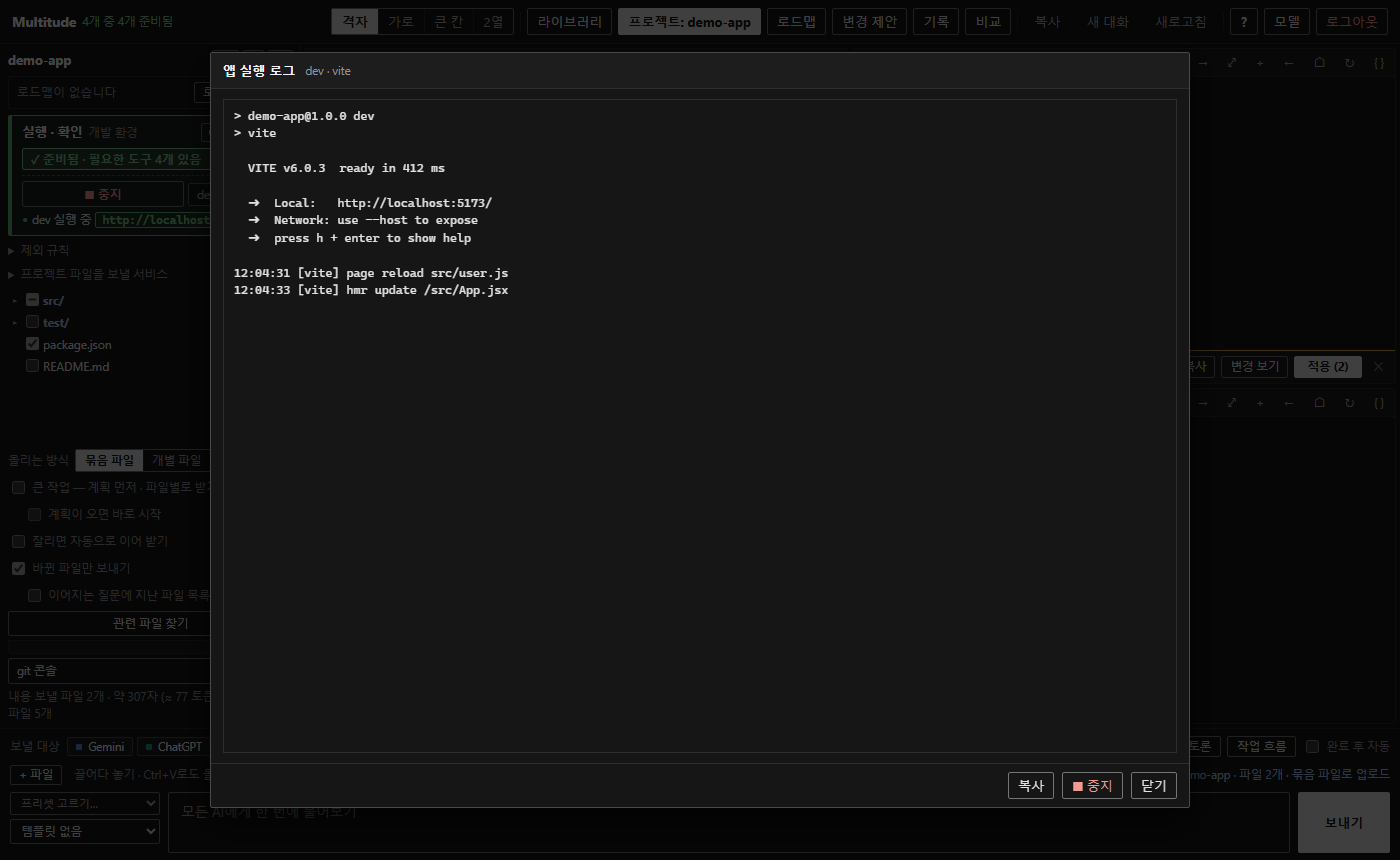 Multitude 4개 중 4개 준비됨
격자 가로 큰 칸 2열 라이브러리 프로젝트: demo-app 로드맵 변경 제안 기록 비교 복사 새 대화 새로고침 ? 모델 로그아웃
demo-app
로드맵이 없습니다
실행 · 확인 개발 환경
✓ 준비됨 · 필요한 도구 4개 있음
■ 중지
● dev 실행 중 http://localhost
▶ 제외 규칙
▶ 프로젝트 파일을 보낼 서비스
src/
test/
package.json
README.md
올리는 방식 묶음 파일 개별 파일
큰 작업 — 계획 먼저 · 파일별로
계획이 오면 바로 시작
잘리면 자동으로 이어 받기
바뀐 파일만 보내기
이어지는 질문에 지난 파일 목록
관련 파일 찾기
git 콘솔
내용 보낼 파일 2개 · 약 307자 (≈ 77 토큰
파일 5개
앱 실행 로그 dev · vite
> demo-app@1.0.0 dev
> vite
VITE v6.0.3 ready in 412 ms
➜ Local: http://localhost:5173/
➜ Network: use --host to expose
➜ press h + enter to show help
12:04:31 [vite] page reload src/user.js
12:04:33 [vite] hmr update /src/App.jsx
복사 ■ 중지 닫기
변경 보기 적용 (2)
보낼 대상 Gemini ChatGPT
토론 작업 흐름 완료 후 자동
+ 파일 끌어다 놓기 · Ctrl+V로도
mo-app · 파일 2개 · 묶음 파일로 업로드
프리셋 고르기...
템플릿 없음
모든 AI에게 한 번에 물어보기
보내기